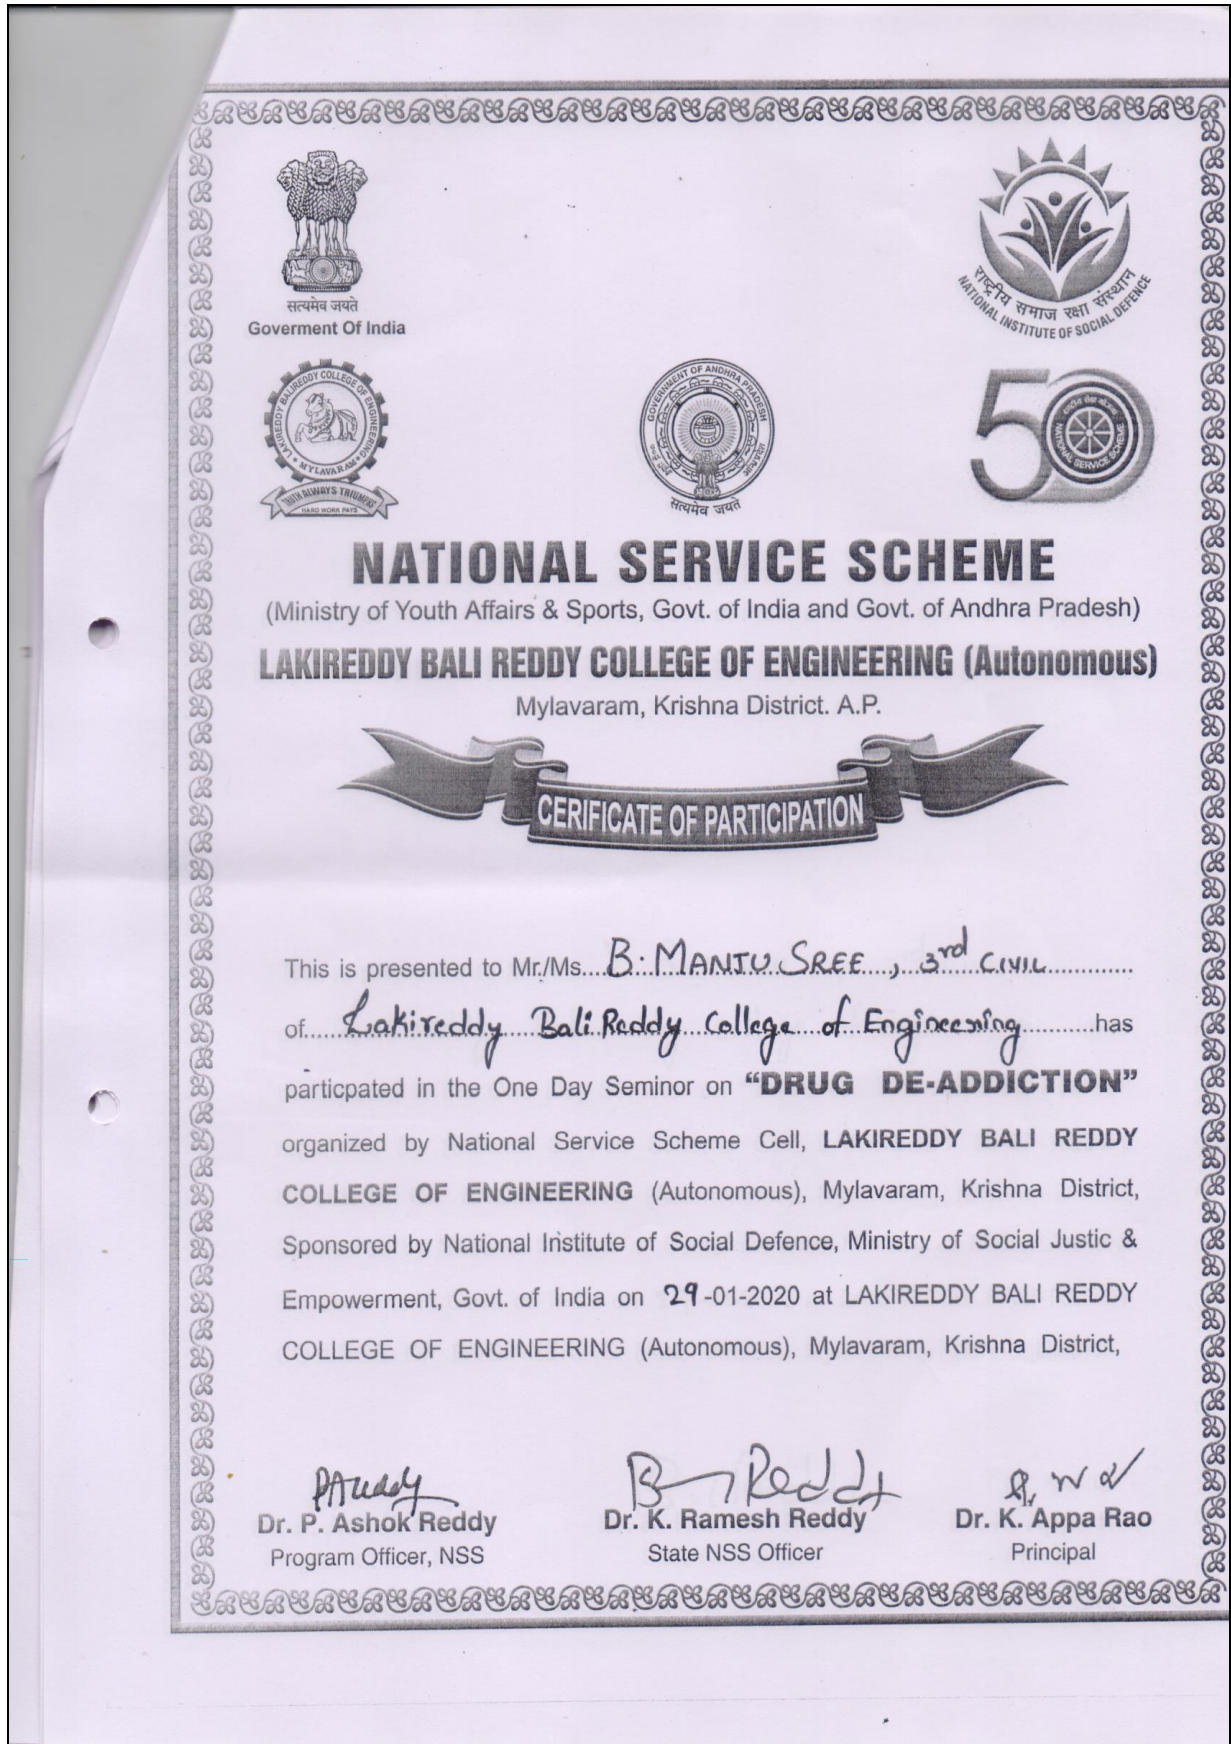 सत्यमेव जयते
Goverment Of India
राष्ट्रीय समाज रक्षा संस्थान
NATIONAL INSTITUTE OF SOCIAL DEFENCE
LAKIREDDY BALIREDDY COLLEGE OF ENGINEERING
* MYLAVARAM *
TRUTH ALWAYS TRIUMPHS
HARD WORK PAYS
GOVERNMENT OF ANDHRA PRADESH
सत्यमेव जयते
50
NATIONAL SERVICE SCHEME
NATIONAL SERVICE SCHEME
(Ministry of Youth Affairs & Sports, Govt. of India and Govt. of Andhra Pradesh)
LAKIREDDY BALI REDDY COLLEGE OF ENGINEERING (Autonomous)
Mylavaram, Krishna District. A.P.
CERIFICATE OF PARTICIPATION
This is presented to Mr./Ms....B. MANJU SREE..., 3rd CIVIL.............
of......Lakireddy Bali Reddy College of Engineering..........has
particpated in the One Day Seminor on “DRUG DE-ADDICTION”
organized by National Service Scheme Cell, LAKIREDDY BALI REDDY
COLLEGE OF ENGINEERING (Autonomous), Mylavaram, Krishna District,
Sponsored by National Institute of Social Defence, Ministry of Social Justic &
Empowerment, Govt. of India on 29-01-2020 at LAKIREDDY BALI REDDY
COLLEGE OF ENGINEERING (Autonomous), Mylavaram, Krishna District,
Dr. P. Ashok Reddy
Program Officer, NSS
Dr. K. Ramesh Reddy
State NSS Officer
Dr. K. Appa Rao
Principal